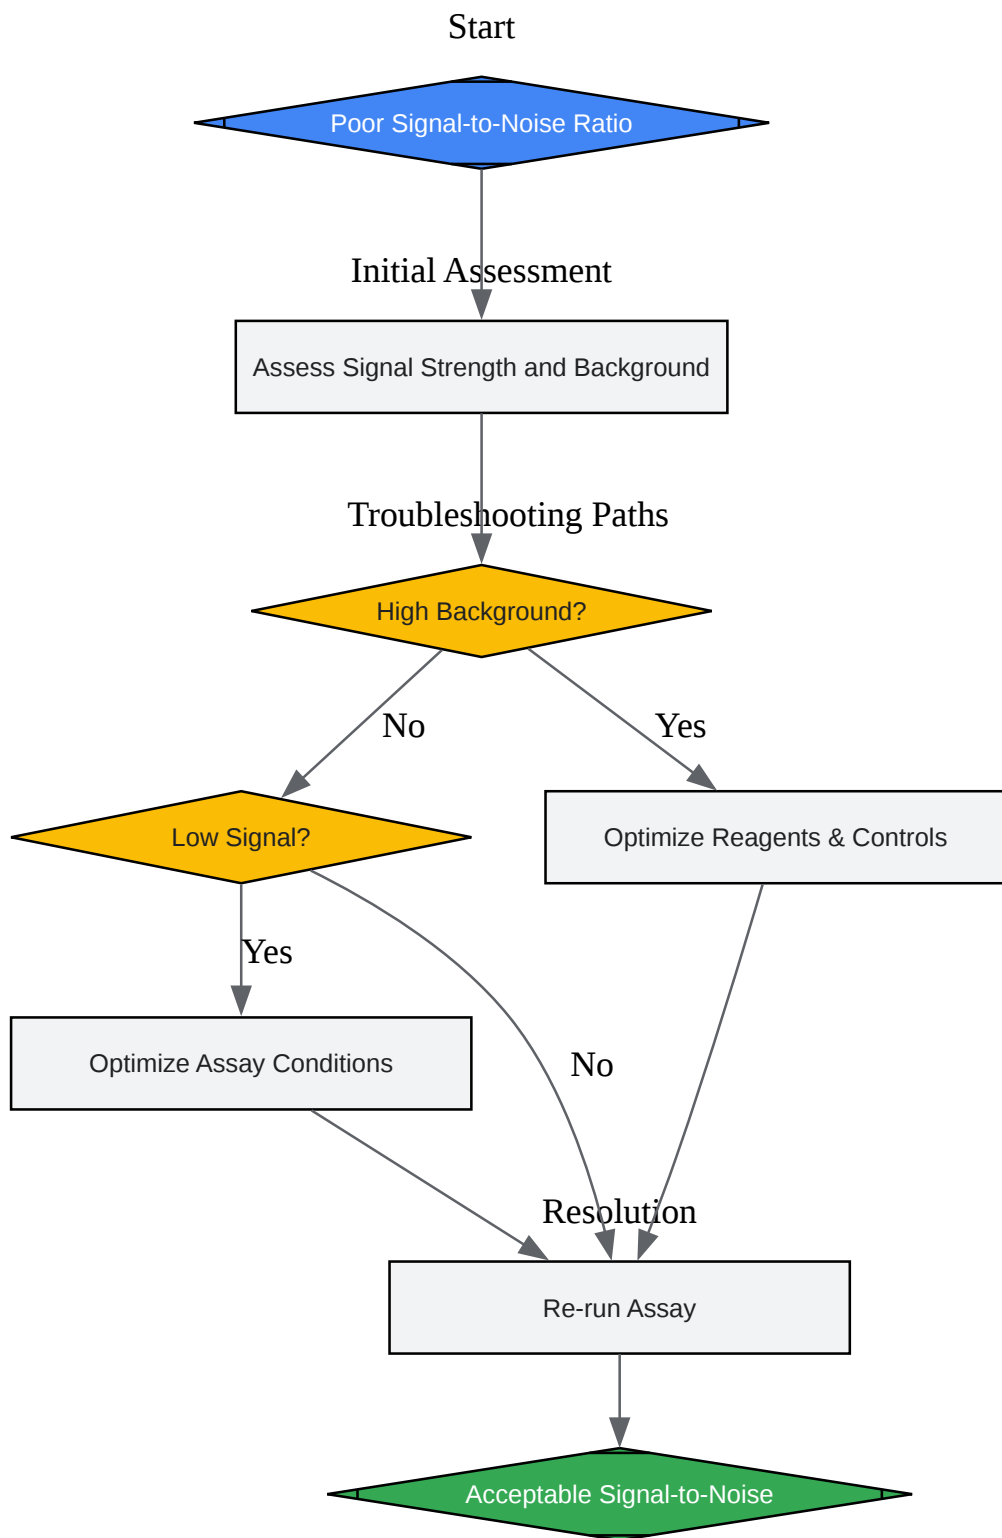 Start
Poor Signal-to-Noise Ratio
Initial Assessment
Assess Signal Strength and Background
Troubleshooting Paths
High Background?
No
Yes
Low Signal?
Optimize Reagents & Controls
Yes
Optimize Assay Conditions
No
Resolution
Re-run Assay
Acceptable Signal-to-Noise